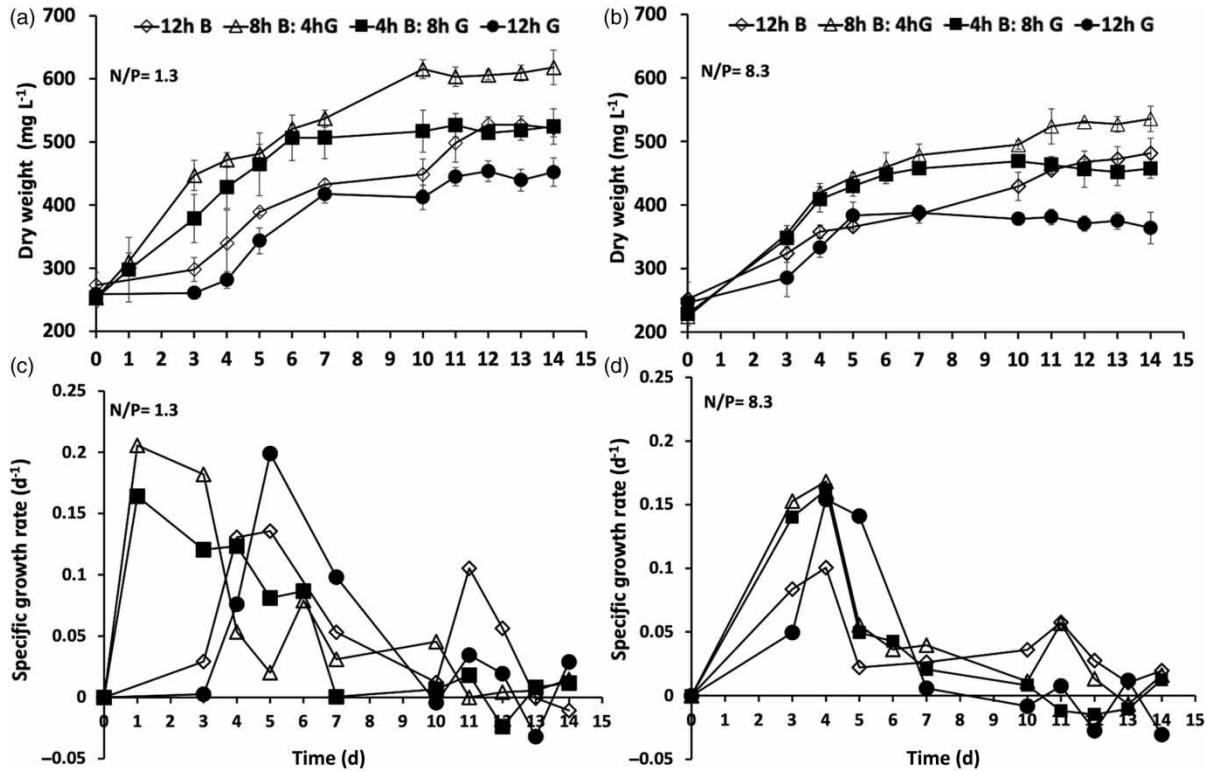 (a)
12h B 8h B: 4hG 4h B: 8h G 12h G
N/P= 1.3
Dry weight (mg L-1)
700
600
500
400
300
200
0 1 2 3 4 5 6 7 8 9 10 11 12 13 14 15
(b)
12h B 8h B: 4hG 4h B: 8h G 12h G
N/P= 8.3
Dry weight (mg L-1)
700
600
500
400
300
200
0 1 2 3 4 5 6 7 8 9 10 11 12 13 14 15
(c)
N/P= 1.3
Specific growth rate (d-1)
0.25
0.2
0.15
0.1
0.05
0
–0.05
0 1 2 3 4 5 6 7 8 9 10 11 12 13 14 15
Time (d)
(d)
N/P= 8.3
Specific growth rate (d-1)
0.25
0.2
0.15
0.1
0.05
0
–0.05
0 1 2 3 4 5 6 7 8 9 10 11 12 13 14 15
Time (d)